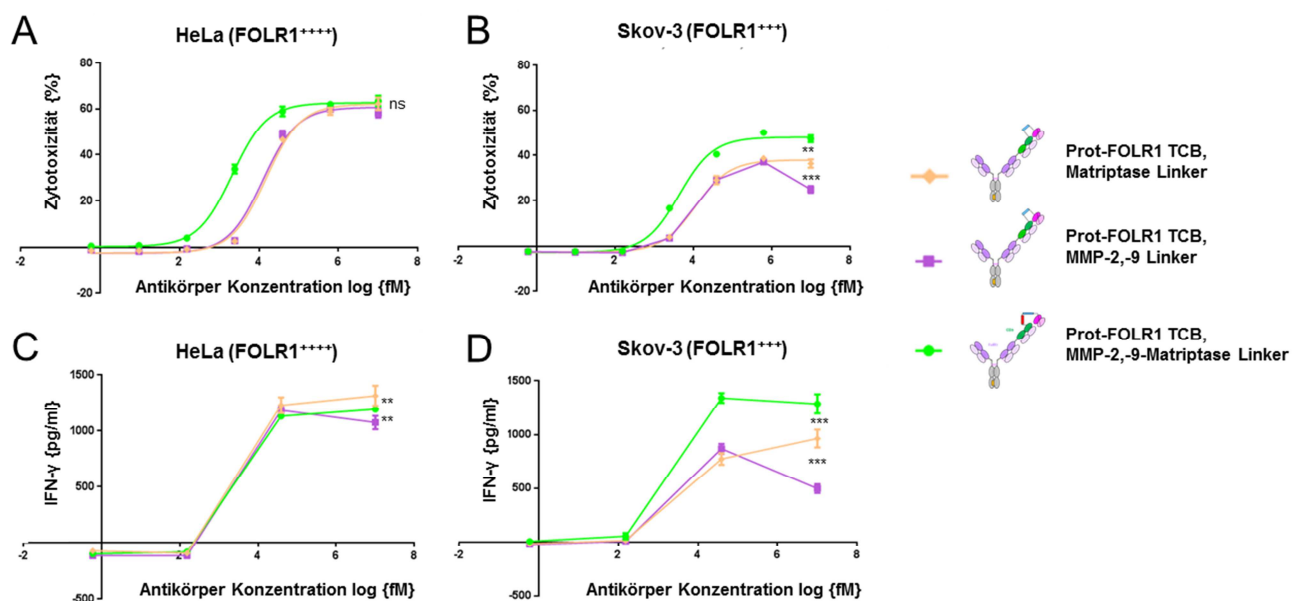 A
HeLa (FOLR1++++)
Zytotoxizität {%}
80
60
40
20
-20
-2
2
4
6
8
ns
Antikörper Konzentration log {fM}
B
Skov-3 (FOLR1+++)
Zytotoxizität {%}
80
60
40
20
-20
-2
2
4
6
8
**
***
Antikörper Konzentration log {fM}
Prot-FOLR1 TCB,
Matriptase Linker
Prot-FOLR1 TCB,
MMP-2,-9 Linker
Prot-FOLR1 TCB,
MMP-2,-9-Matriptase Linker
C
HeLa (FOLR1++++)
IFN-γ {pg/ml}
1500
1000
500
-500
-2
2
4
6
8
**
**
Antikörper Konzentration log {fM}
D
Skov-3 (FOLR1+++)
IFN-γ {pg/ml}
1500
1000
500
-500
-2
2
4
6
8
***
***
Antikörper Konzentration log {fM}